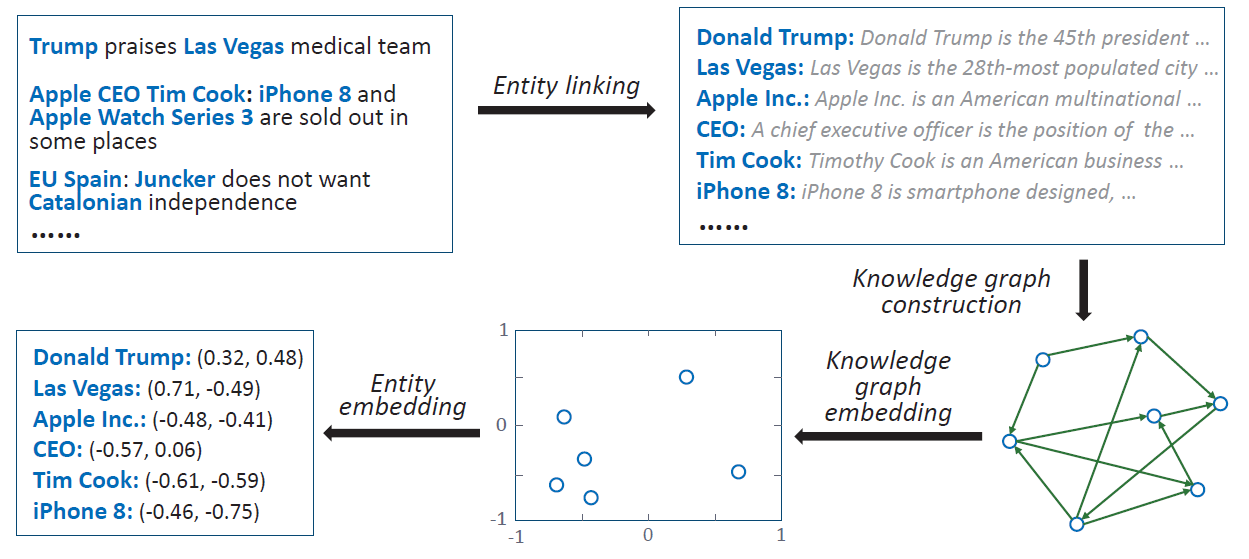 Trump praises Las Vegas medical team
Apple CEO Tim Cook: iPhone 8 and
Apple Watch Series 3 are sold out in
some places
EU Spain: Juncker does not want
Catalonian independence
......
Entity linking
Donald Trump: Donald Trump is the 45th president ...
Las Vegas: Las Vegas is the 28th-most populated city ...
Apple Inc.: Apple Inc. is an American multinational ...
CEO: A chief executive officer is the position of the ...
Tim Cook: Timothy Cook is an American business ...
iPhone 8: iPhone 8 is smartphone designed, ...
......
Knowledge graph
construction
Knowledge
graph
embedding
1
0
-1
-1
0
1
Entity
embedding
Donald Trump: (0.32, 0.48)
Las Vegas: (0.71, -0.49)
Apple Inc.: (-0.48, -0.41)
CEO: (-0.57, 0.06)
Tim Cook: (-0.61, -0.59)
iPhone 8: (-0.46, -0.75)